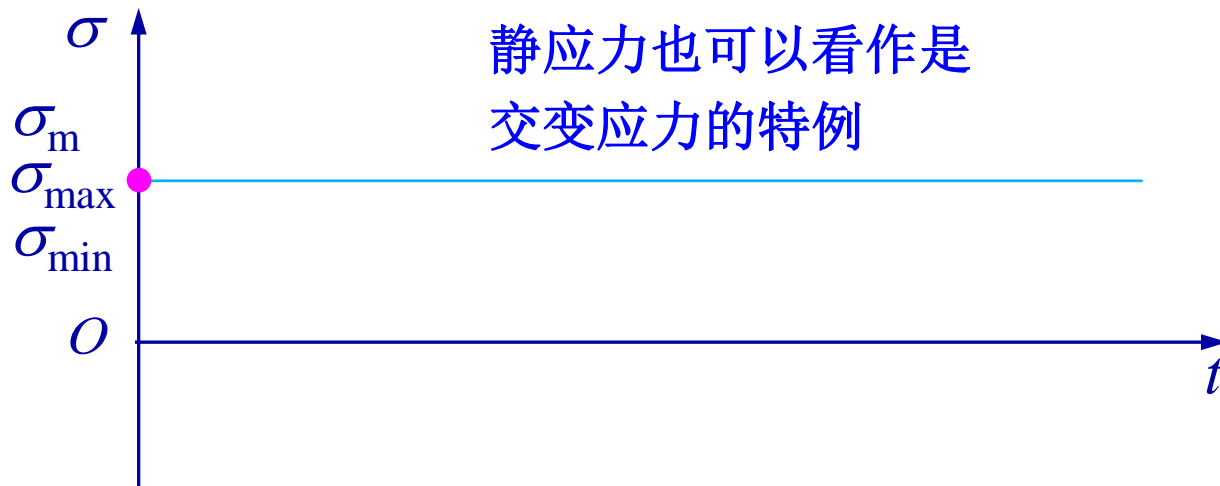 σ
静应力也可以看作是
交变应力的特例
σm
σmax
σmin
O
t